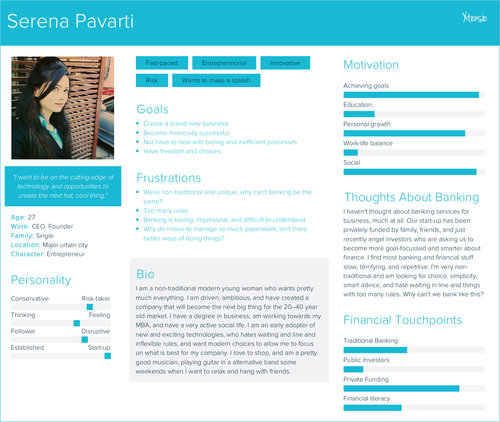 Serena Pavarti
Xtensio
Fast-paced
Entrepreneurial
Innovative
Risk
Wants to make a splash
"I want to be on the cutting-edge of
technology and opportunities to
create the next hot, cool thing."
Age: 27
Work: CEO, Founder
Family: Single
Location: Major urban city
Character: Entrepreneur
Personality
Conservative Risk-taker
Thinking Feeling
Follower Disruptive
Established Start-up
Goals
Create a brand new business
Become financially successful
Not have to deal with boring and inefficient processes
Have freedom and choices
Frustrations
We're non-traditional and unique, why can't banking be the
same?
Too many rules
Banking is boring, impersonal, and difficult to understand
Why do I have to manage so much paperwork, isn't there
better ways of doing things?
Bio
I am a non-traditional modern young woman who wants pretty
much everything. I am driven, ambitious, and have created a
company that will become the next big thing for the 20–40 year
old market. I have a degree in business, am working towards my
MBA, and have a very active social life. I am an early adopter of
new and exciting technologies, who hates waiting and line and
inflexible rules, and want modern choices to allow me to focus
on what is best for my company. I love to shop, and am a pretty
good musician, playing guitar in a alternative band some
weekends when I want to relax and hang with friends.
Motivation
Achieving goals
Education
Personal growth
Work-life balance
Social
Thoughts About Banking
I haven't thought about banking services for
business, much at all. Our start-up has been
privately funded by family, friends, and just
recently angel investors who are asking us to
become more goal-focussed and smarter about
finance. I find most banking and financial stuff
slow, terrifying, and repetitive. I'm very non-
traditional and am looking for choice, simplicity,
smart advice, and hate waiting in line and things
with too many rules. Why can't we bank like this?
Financial Touchpoints
Traditional Banking
Public Investors
Private Funding
Financial literacy